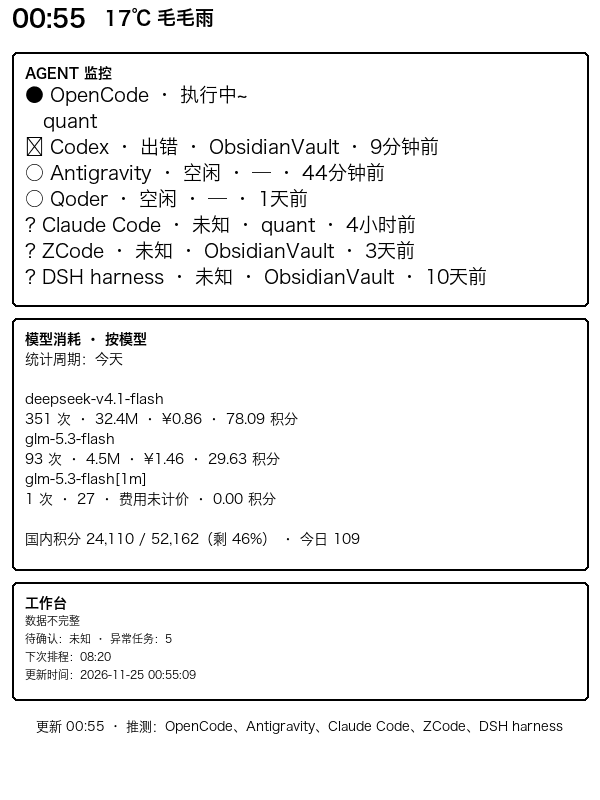 00:55 17℃ 毛毛雨
AGENT 监控
● OpenCode · 执行中~
quant
☒ Codex · 出错 · ObsidianVault · 9分钟前
○ Antigravity · 空闲 · — · 44分钟前
○ Qoder · 空闲 · — · 1天前
? Claude Code · 未知 · quant · 4小时前
? ZCode · 未知 · ObsidianVault · 3天前
? DSH harness · 未知 · ObsidianVault · 10天前
模型消耗 · 按模型
统计周期：今天
deepseek-v4.1-flash
351 次 · 32.4M · ¥0.86 · 78.09 积分
glm-5.3-flash
93 次 · 4.5M · ¥1.46 · 29.63 积分
glm-5.3-flash[1m]
1 次 · 27 · 费用未计价 · 0.00 积分
国内积分 24,110 / 52,162（剩 46%） · 今日 109
工作台
数据不完整
待确认：未知 · 异常任务：5
下次排程：08:20
更新时间：2026-11-25 00:55:09
更新 00:55 · 推测：OpenCode、Antigravity、Claude Code、ZCode、DSH harness